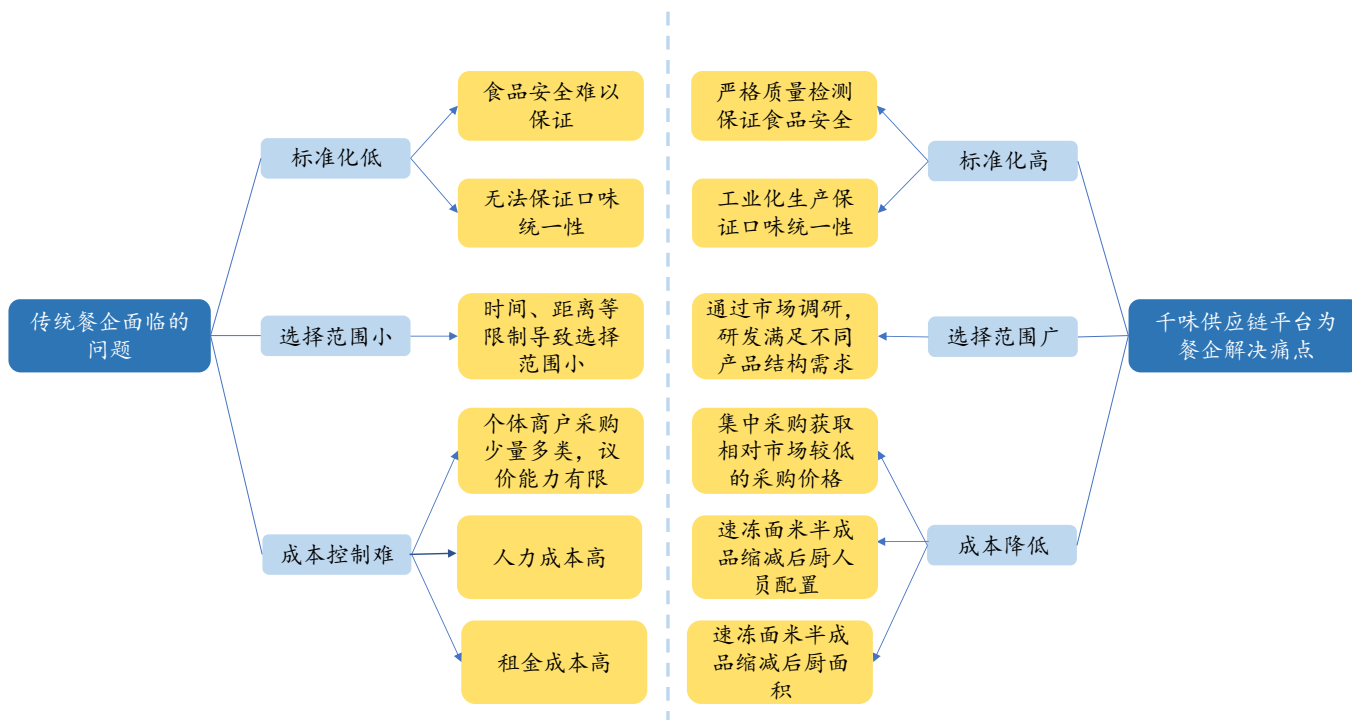 传统餐企面临的
问题
标准化低
食品安全难以
保证
无法保证口味
统一性
选择范围小
时间、距离等
限制导致选择
范围小
成本控制难
个体商户采购
少量多类，议
价能力有限
人力成本高
租金成本高
严格质量检测
保证食品安全
工业化生产保
证口味统一性
标准化高
通过市场调研，
研发满足不同
产品结构需求
选择范围广
集中采购获取
相对市场较低
的采购价格
速冻面米半成
品缩减后厨人
员配置
速冻面米半成
品缩减后厨面
积
成本降低
千味供应链平台为
餐企解决痛点